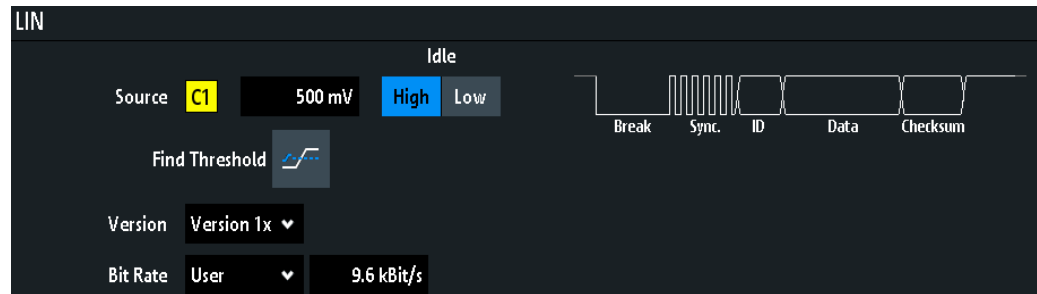 LIN
Idle
Source C1 500 mV High Low
Break Sync. ID Data Checksum
Find Threshold
Version Version 1x
Bit Rate User 9.6 kBit/s